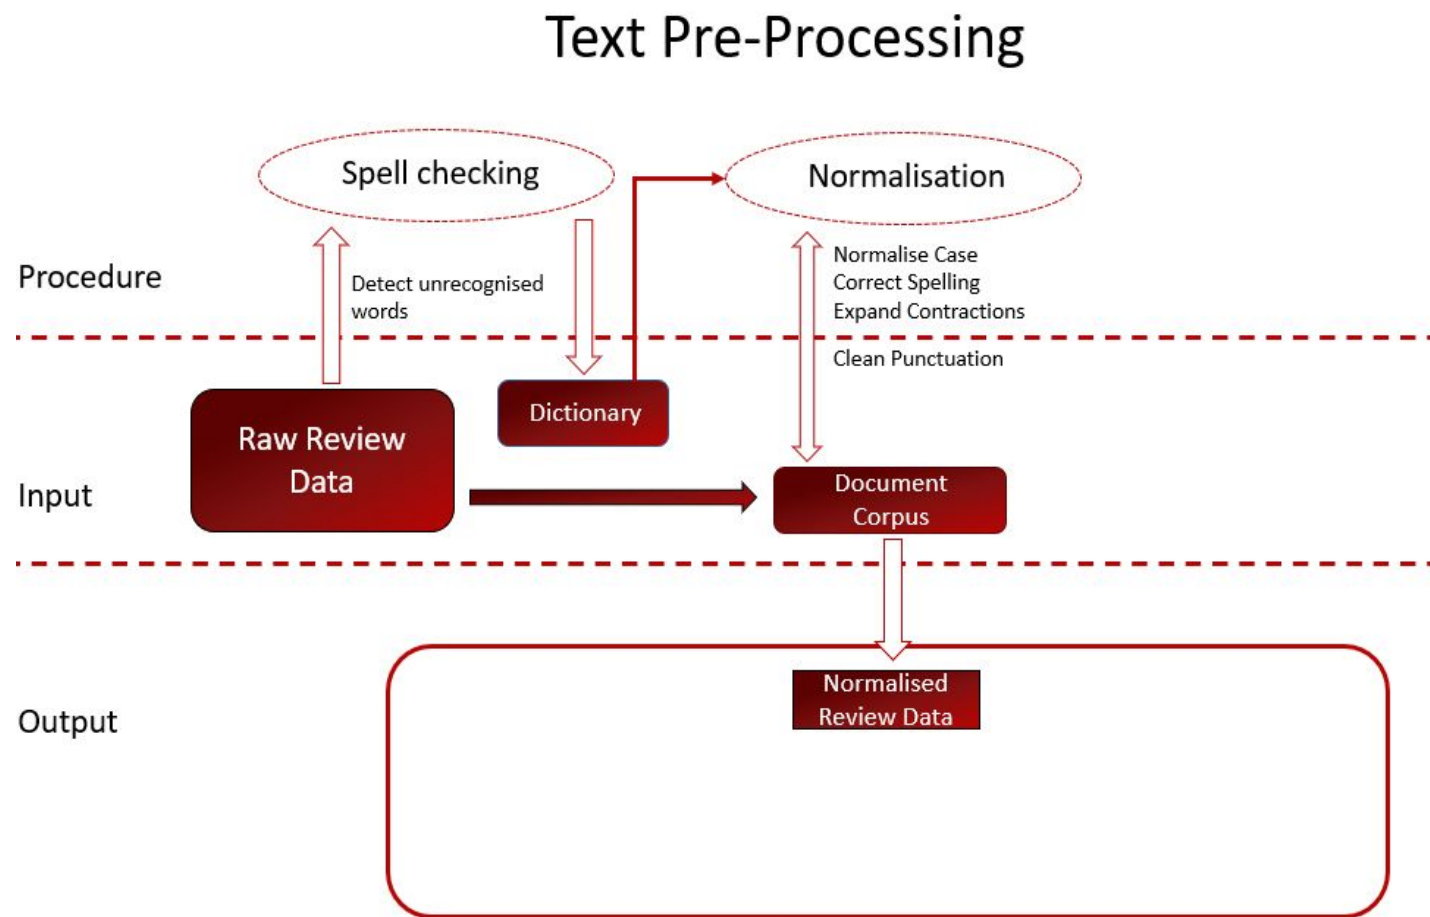 Text Pre-Processing
Spell checking
Normalisation
Procedure
Detect unrecognised
words
Normalise Case
Correct Spelling
Expand Contractions
Clean Punctuation
Input
Raw Review
Data
Dictionary
Document
Corpus
Output
Normalised
Review Data